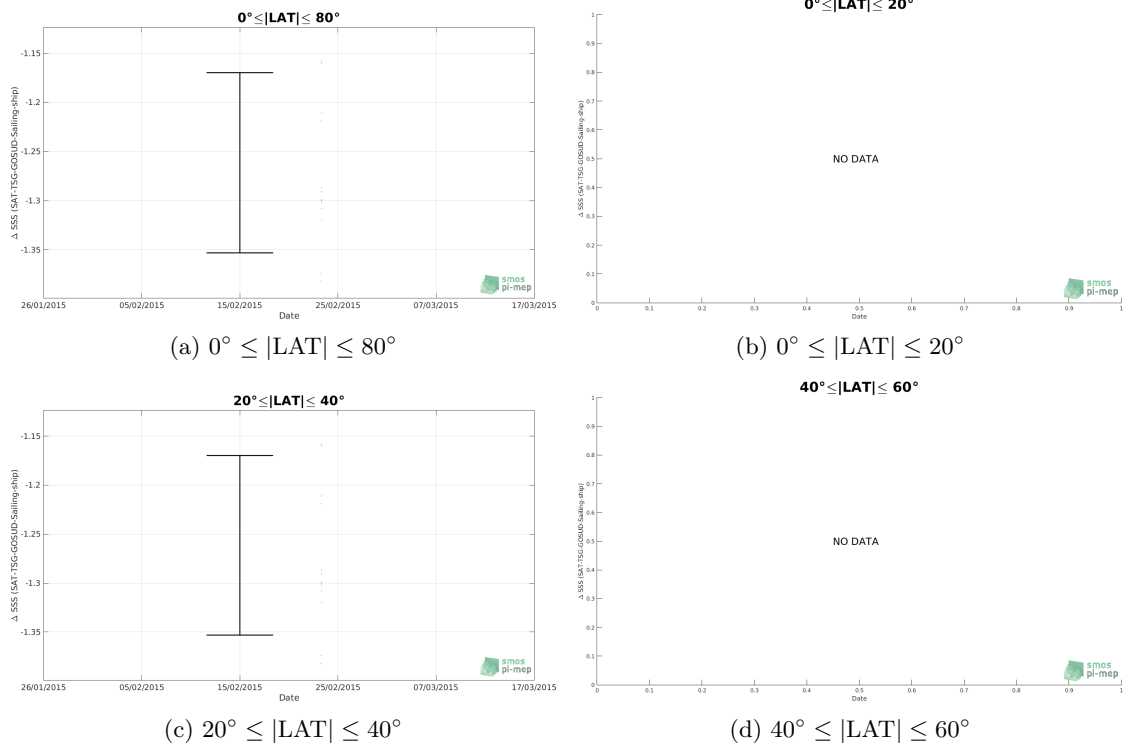 0°≤|LAT|≤ 80°
-1.15
-1.2
-1.25
-1.3
-1.35
Δ SSS (SAT-TSG-GOSUD-Sailing-ship)
26/01/2015 05/02/2015 15/02/2015 25/02/2015 07/03/2015 17/03/2015
Date
smos
pi-mep
(a) 0° ≤ |LAT| ≤ 80°
0°≤|LAT|≤ 20°
1
0.9
0.8
0.7
0.6
0.5
0.4
0.3
0.2
0.1
0
Δ SSS (SAT-TSG-GOSUD-Sailing-ship)
NO DATA
0 0.1 0.2 0.3 0.4 0.5 0.6 0.7 0.8 0.9 1
Date
smos
pi-mep
(b) 0° ≤ |LAT| ≤ 20°
20°≤|LAT|≤ 40°
-1.15
-1.2
-1.25
-1.3
-1.35
Δ SSS (SAT-TSG-GOSUD-Sailing-ship)
26/01/2015 05/02/2015 15/02/2015 25/02/2015 07/03/2015 17/03/2015
Date
smos
pi-mep
(c) 20° ≤ |LAT| ≤ 40°
40°≤|LAT|≤ 60°
1
0.9
0.8
0.7
0.6
0.5
0.4
0.3
0.2
0.1
0
Δ SSS (SAT-TSG-GOSUD-Sailing-ship)
NO DATA
0 0.1 0.2 0.3 0.4 0.5 0.6 0.7 0.8 0.9 1
Date
smos
pi-mep
(d) 40° ≤ |LAT| ≤ 60°